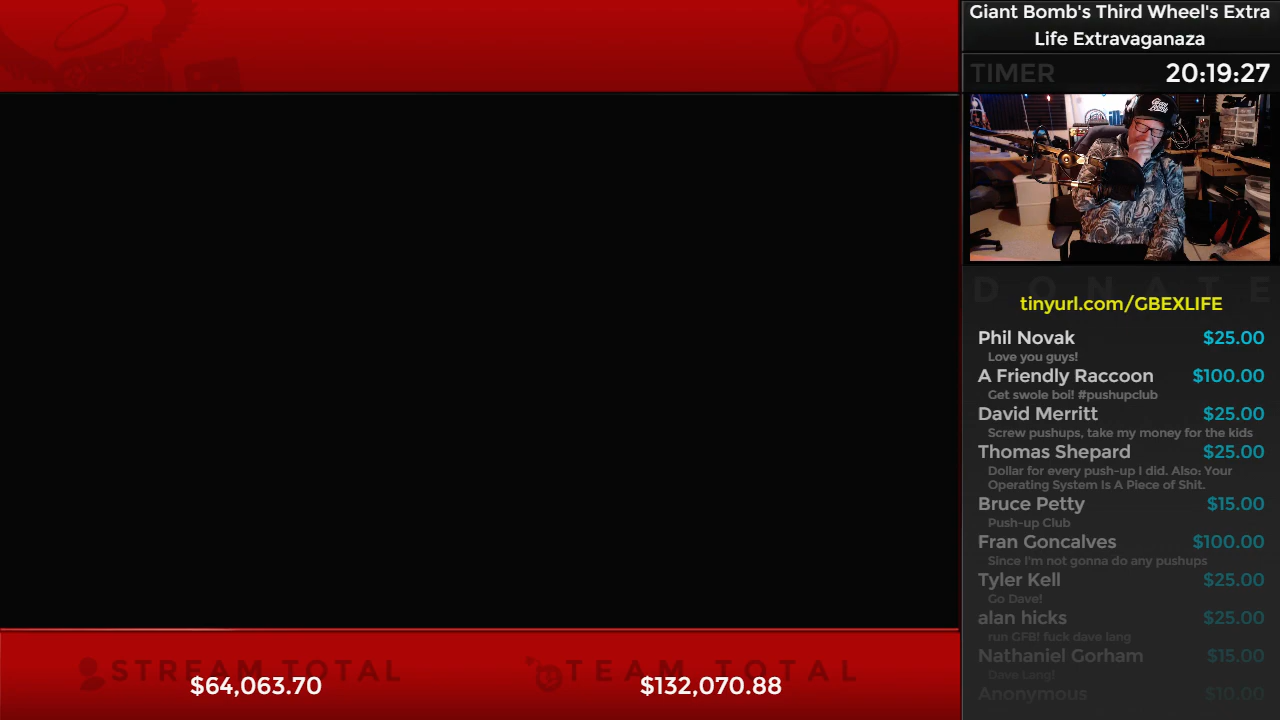 Giant Bomb's Third Wheel's Extra
Life Extravaganaza
TIMER
20:19:27
DONATE
tinyurl.com/GBEXLIFE
Phil Novak $25.00
Love you guys!
A Friendly Raccoon $100.00
Get swole boi! #pushupclub
David Merritt $25.00
Screw pushups, take my money for the kids
Thomas Shepard $25.00
Dollar for every push-up I did. Also: Your
Operating System Is A Piece of Shit.
Bruce Petty $15.00
Push-up Club
Fran Goncalves $100.00
Since I'm not gonna do any pushups
Tyler Kell $25.00
Go Dave!
alan hicks $25.00
run GFB! fuck dave lang
Nathaniel Gorham $15.00
Dave Lang!
Anonymous $10.00
STREAM TOTAL
$64,063.70
TEAM TOTAL
$132,070.88